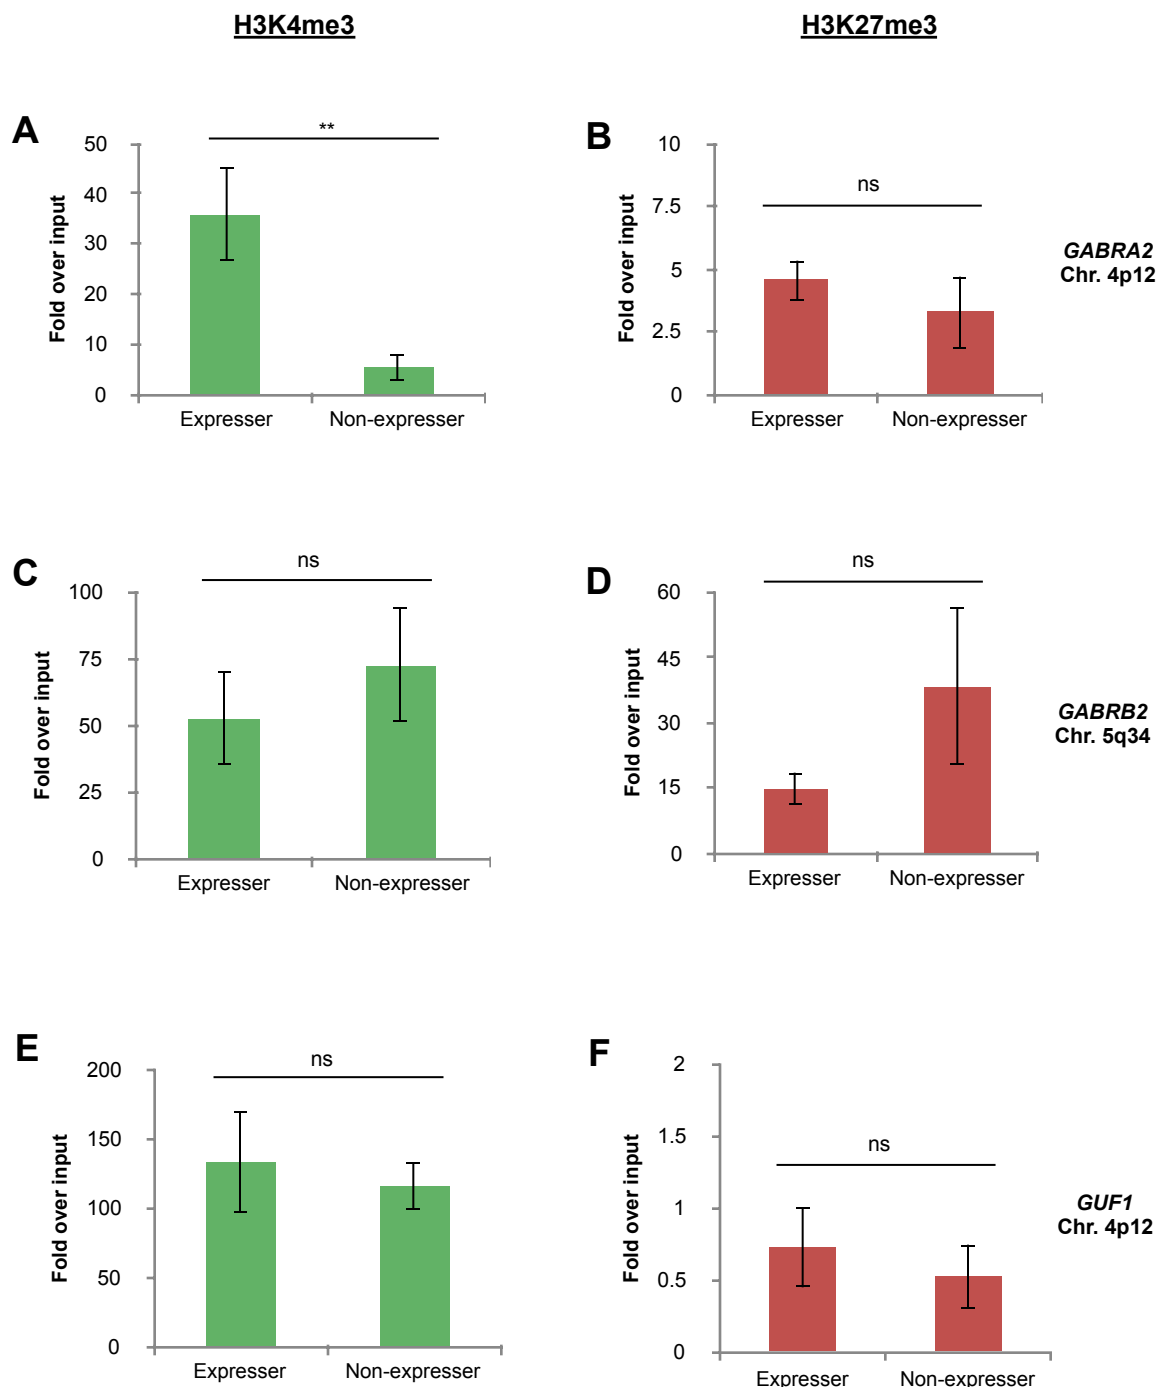 H3K4me3
H3K27me3
A
**
Fold over input
50
40
30
20
10
0
Expresser
Non-expresser
B
ns
Fold over input
10
7.5
5
2.5
0
Expresser
Non-expresser
GABRA2
Chr. 4p12
C
ns
Fold over input
100
75
50
25
0
Expresser
Non-expresser
D
ns
Fold over input
60
45
30
15
0
Expresser
Non-expresser
GABRB2
Chr. 5q34
E
ns
Fold over input
200
150
100
50
0
Expresser
Non-expresser
F
ns
Fold over input
2
1.5
1
0.5
0
Expresser
Non-expresser
GUF1
Chr. 4p12